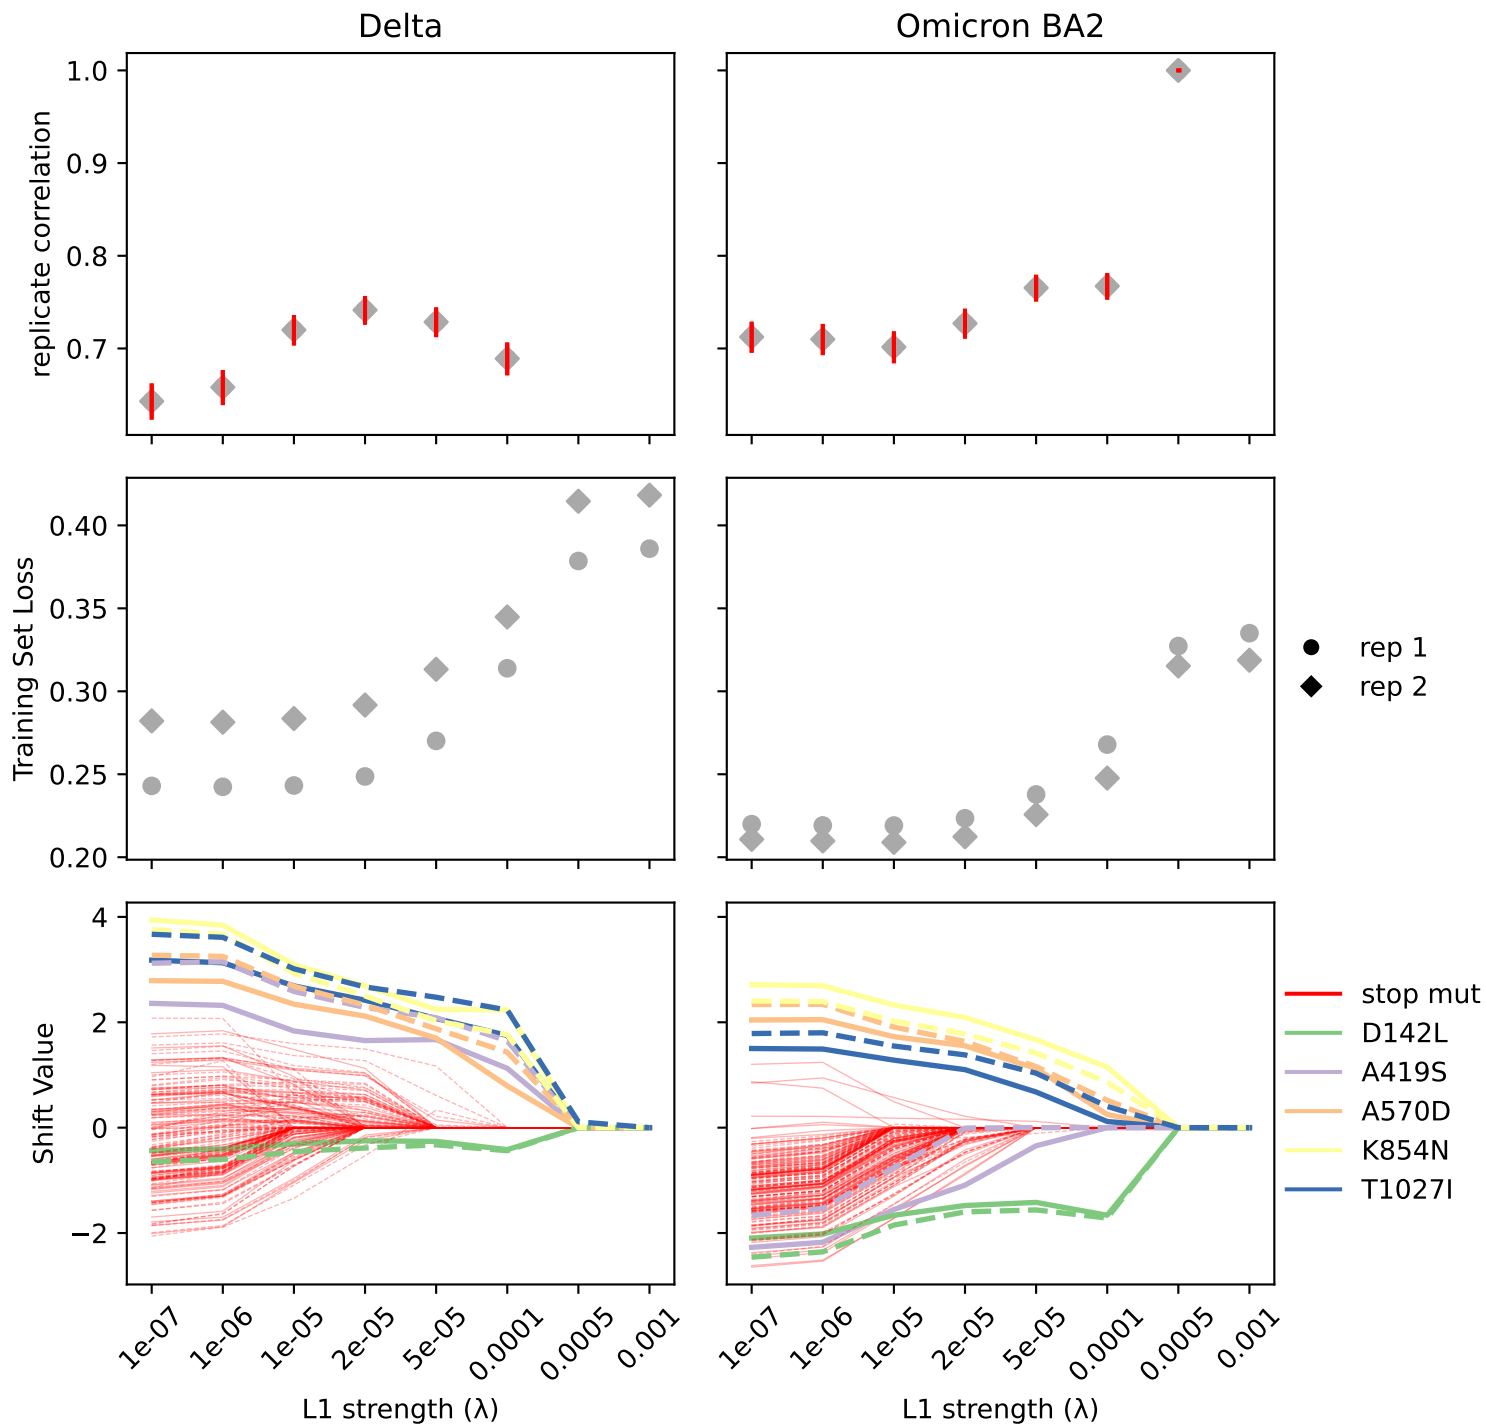 Delta
Omicron BA2
replicate correlation
1.0
0.9
0.8
0.7
Training Set Loss
0.40
0.35
0.30
0.25
0.20
rep 1
rep 2
Shift Value
4
2
0
−2
stop mut
D142L
A419S
A570D
K854N
T1027I
1e-07
1e-06
1e-05
2e-05
5e-05
0.0001
0.0005
0.001
1e-07
1e-06
1e-05
2e-05
5e-05
0.0001
0.0005
0.001
L1 strength (λ)
L1 strength (λ)